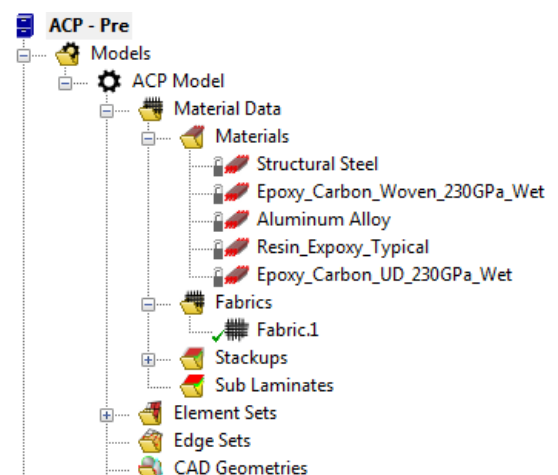 ACP - Pre
Models
ACP Model
Material Data
Materials
Structural Steel
Epoxy_Carbon_Woven_230GPa_Wet
Aluminum Alloy
Resin_Expoxy_Typical
Epoxy_Carbon_UD_230GPa_Wet
Fabrics
Fabric.1
Stackups
Sub Laminates
Element Sets
Edge Sets
CAD Geometries